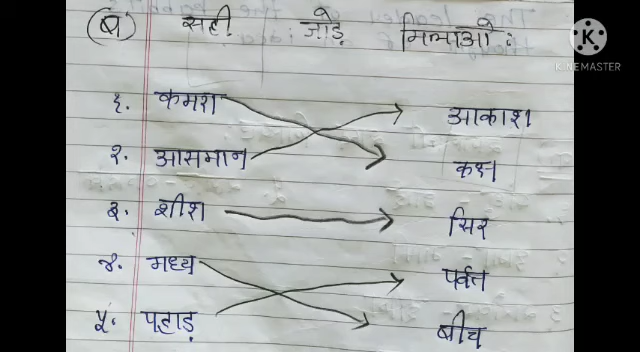 (ब) सही जोड़ मिलाओ :
१. कमरा आकाश
२. आसमान कक्ष
३. शीश सिर
४. मध्य पर्वत
५. पहाड़ बीच
KINEMASTER